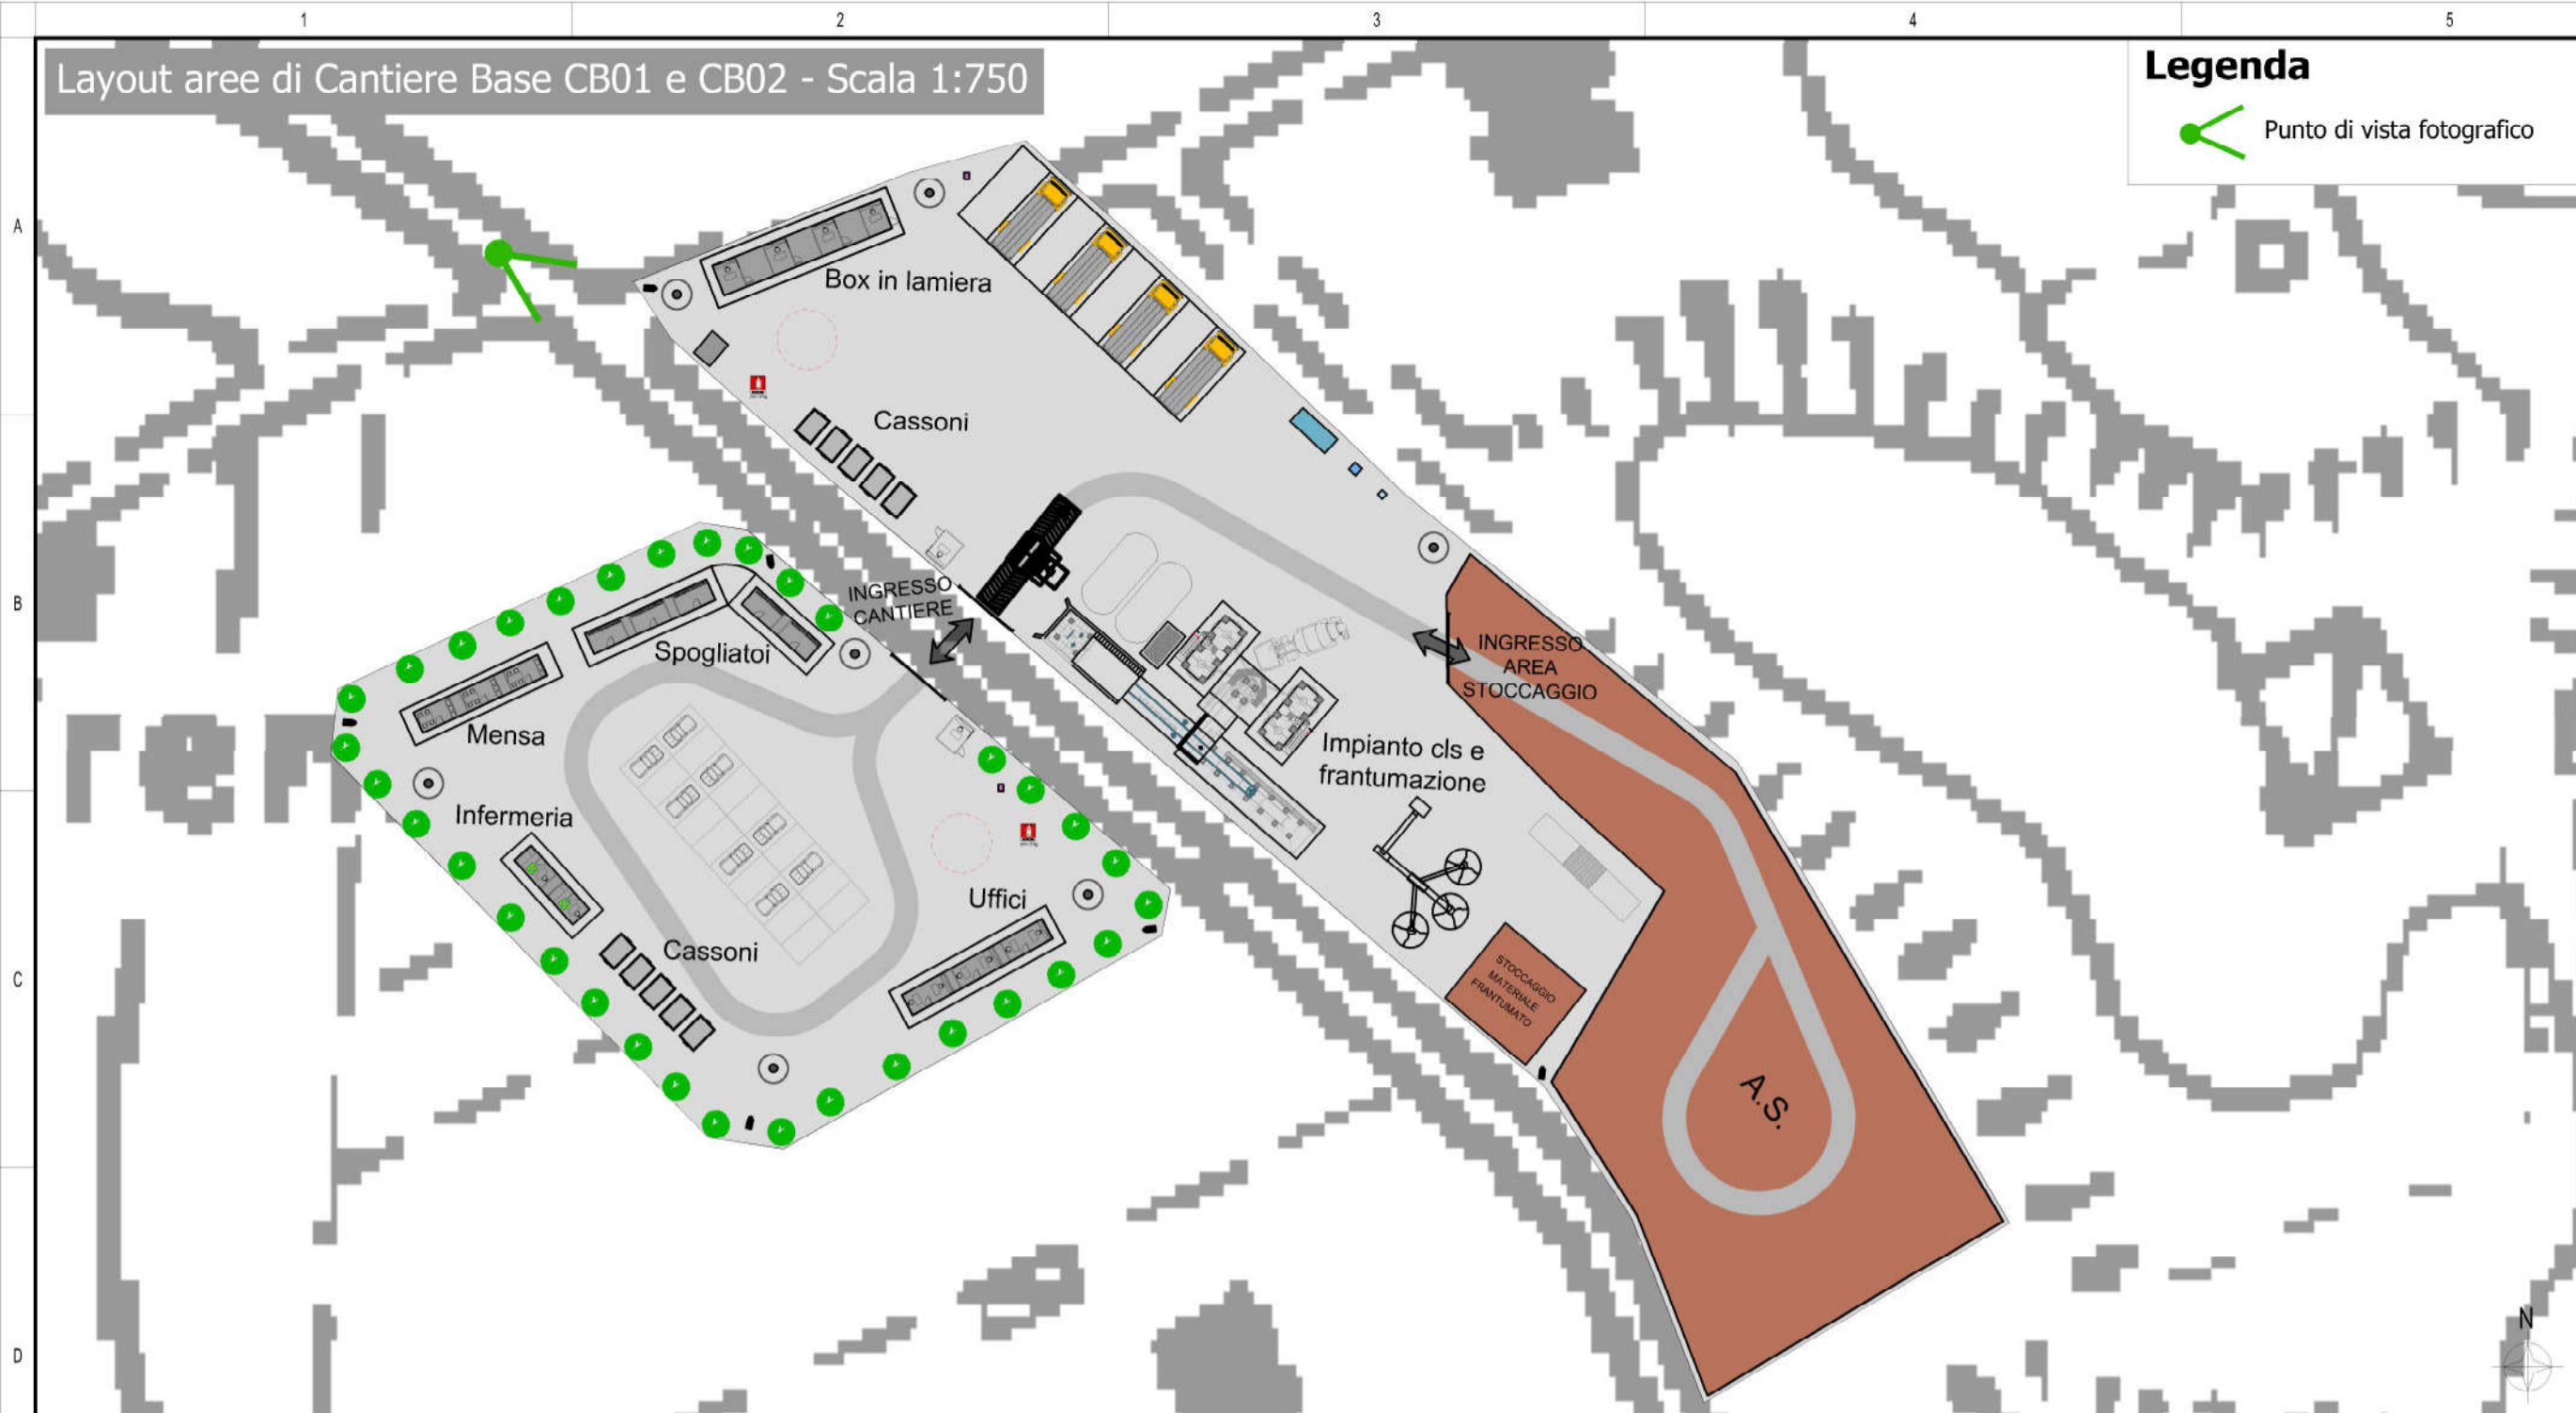 1 2 3 4 5
Layout aree di Cantiere Base CB01 e CB02 - Scala 1:750
Legenda
Punto di vista fotografico
A
Box in lamiera
Cassoni
B
INGRESSO
CANTIERE
Spogliatoi
INGRESSO
AREA
STOCCAGGIO
Mensa
Impianto cls e
frantumazione
Infermeria
Uffici
Cassoni
C
STOCCAGGIO
MATERIALE
FRANTUMATO
A.S.
N
D